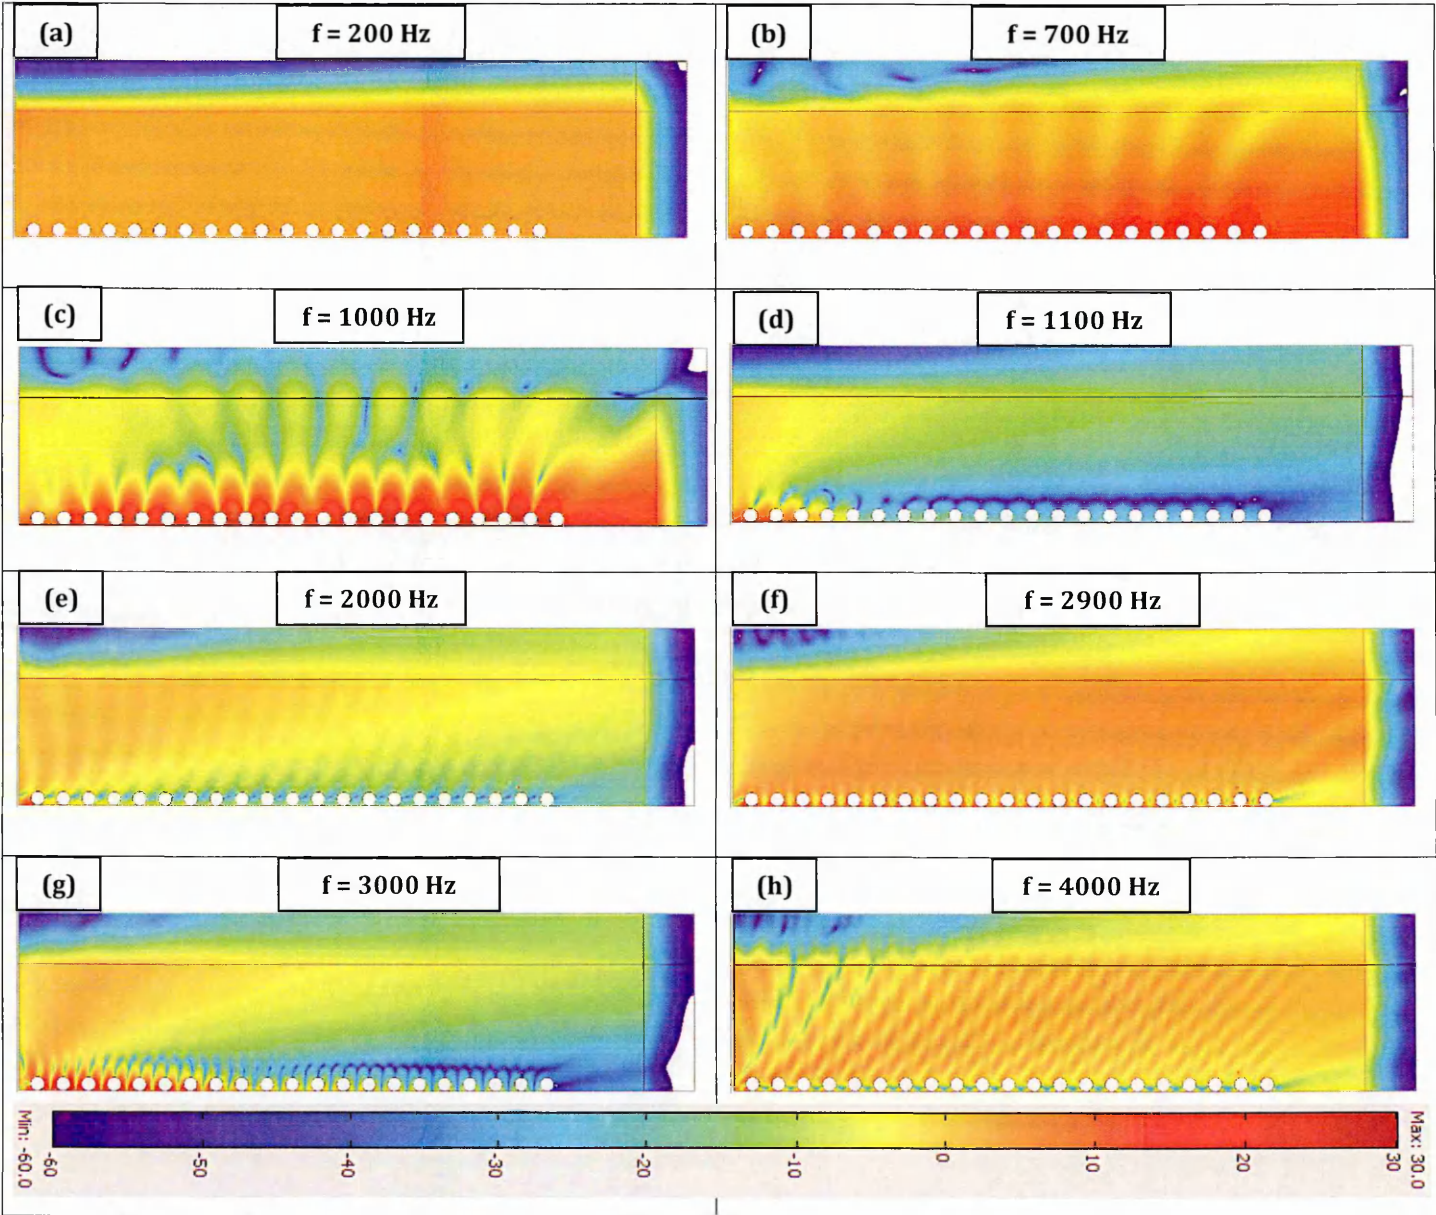 (a) f = 200 Hz
(b) f = 700 Hz
(c) f = 1000 Hz
(d) f = 1100 Hz
(e) f = 2000 Hz
(f) f = 2900 Hz
(g) f = 3000 Hz
(h) f = 4000 Hz
Min: -60.0
-60
-50
-40
-30
-20
-10
0
10
20
30
Max: 30.0